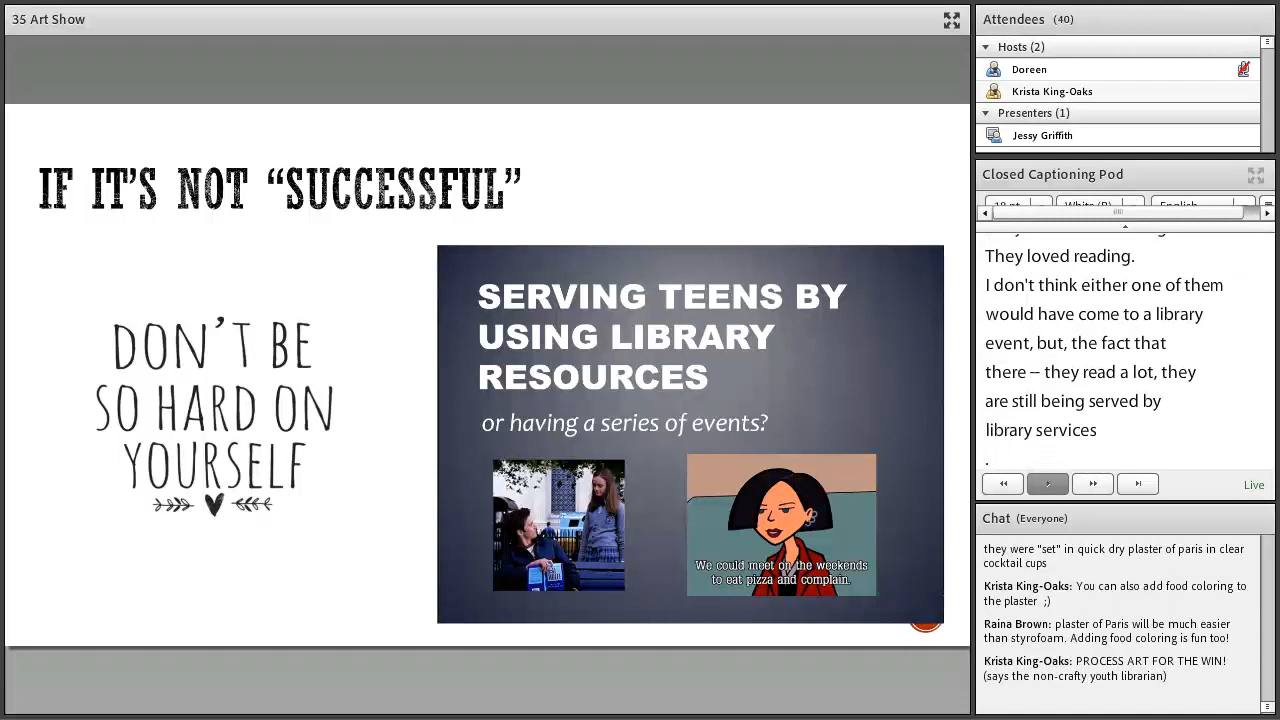 35 Art Show
IF IT'S NOT “SUCCESSFUL”
DON'T BE
SO HARD ON
YOURSELF
SERVING TEENS BY
USING LIBRARY
RESOURCES
or having a series of events?
We could meet on the weekends
to eat pizza and complain.
Attendees (40)
Hosts (2)
Doreen
Krista King-Oaks
Presenters (1)
Jessy Griffith
Closed Captioning Pod
English
They loved reading.
I don't think either one of them
would have come to a library
event, but, the fact that
there -- they read a lot, they
are still being served by
library services
.
Live
Chat (Everyone)
they were "set" in quick dry plaster of paris in clear
cocktail cups
Krista King-Oaks: You can also add food coloring to
the plaster ;)
Raina Brown: plaster of Paris will be much easier
than styrofoam. Adding food coloring is fun too!
Krista King-Oaks: PROCESS ART FOR THE WIN!
(says the non-crafty youth librarian)